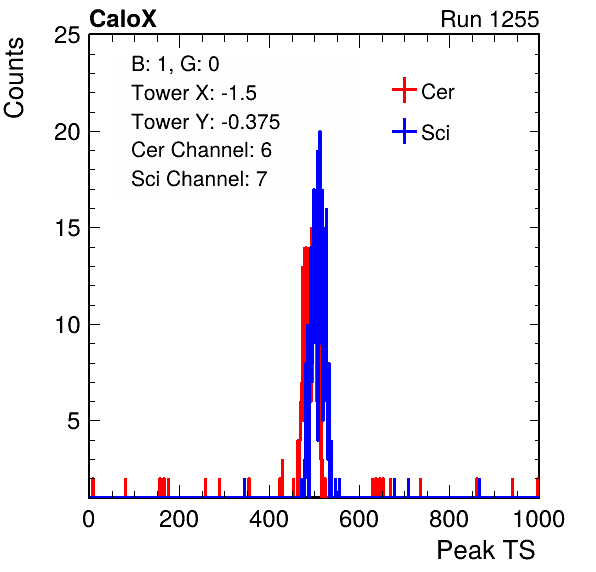 CaloX Run 1255
Counts
25
20
15
10
5
B: 1, G: 0
Tower X: -1.5
Tower Y: -0.375
Cer Channel: 6
Sci Channel: 7
Cer
Sci
0 200 400 600 800 1000
Peak TS